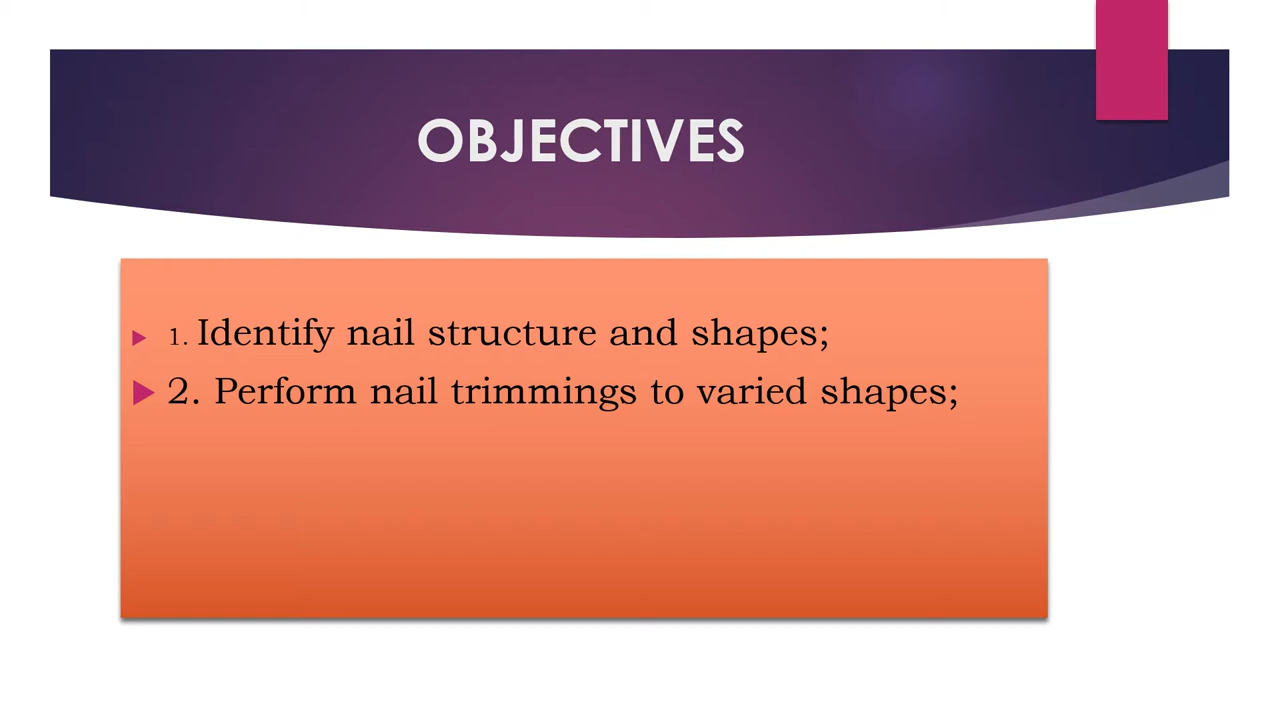 OBJECTIVES
1. Identify nail structure and shapes;
2. Perform nail trimmings to varied shapes;